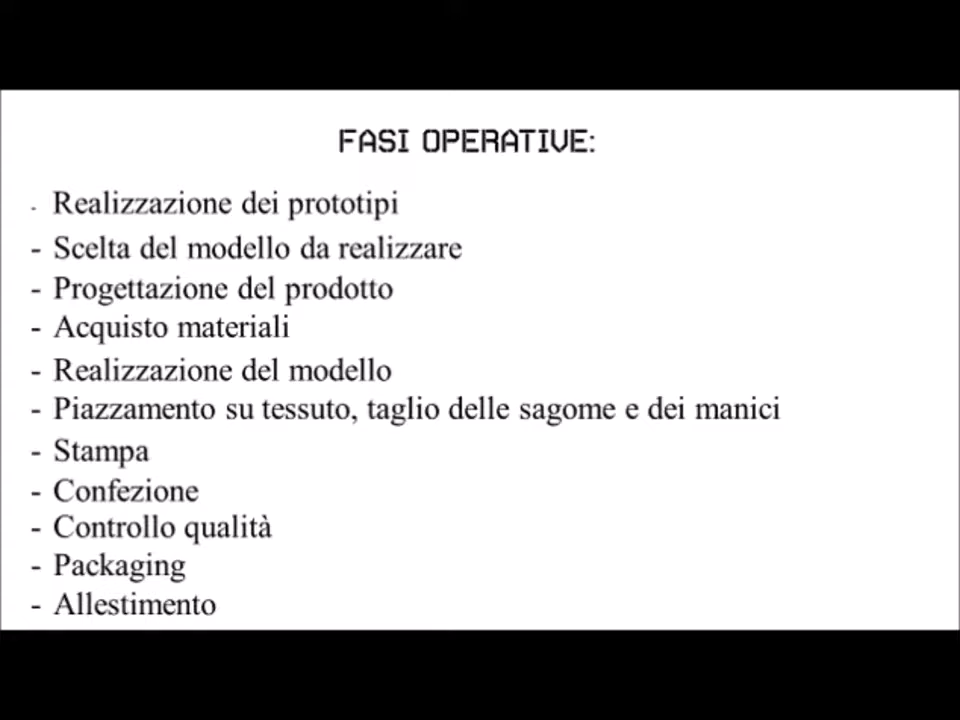 FASI OPERATIVE:
- Realizzazione dei prototipi
- Scelta del modello da realizzare
- Progettazione del prodotto
- Acquisto materiali
- Realizzazione del modello
- Piazzamento su tessuto, taglio delle sagome e dei manici
- Stampa
- Confezione
- Controllo qualità
- Packaging
- Allestimento